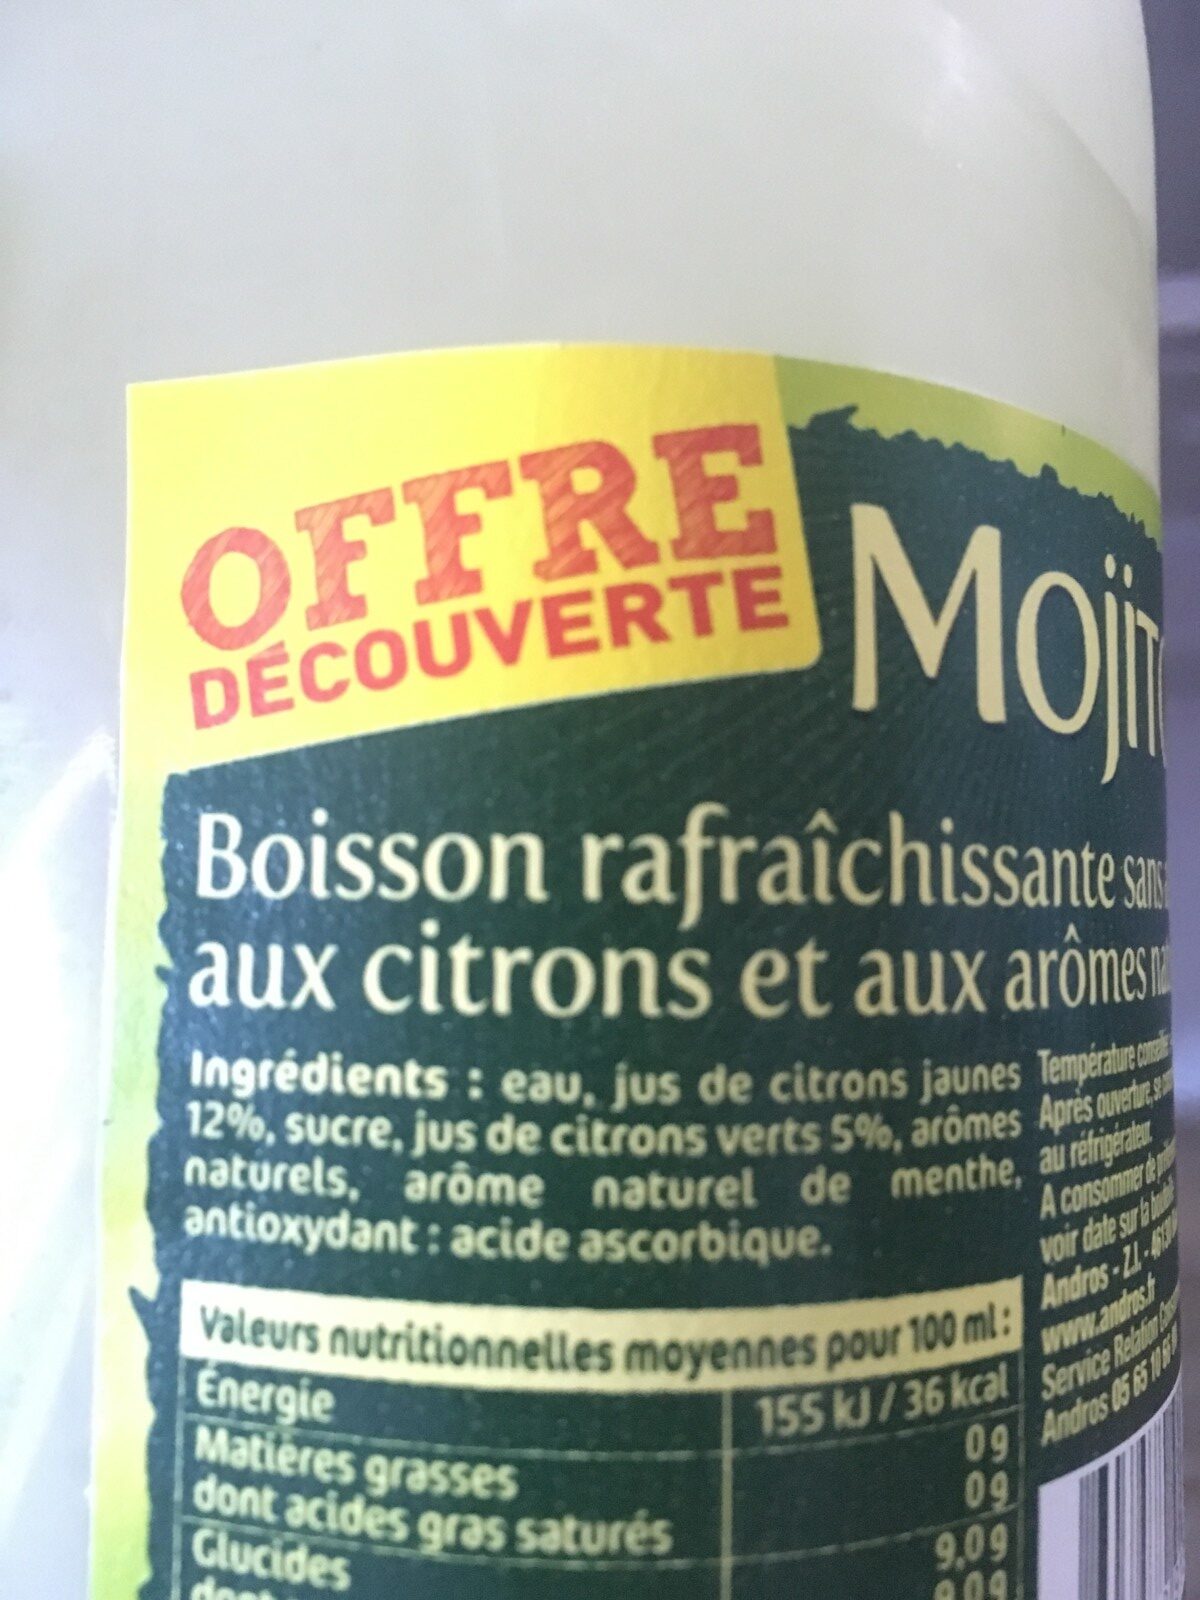 OFFRE
DÉCOUVERTE
Mojit
Boisson rafraîchissante sans
aux citrons et aux arômes
Ingrédients : eau, jus de citrons jaunes
12%, sucre, jus de citrons verts 5%, arômes
naturels, arôme naturel de menthe,
antioxydant : acide ascorbique.
Température
Après ouverture,
au réfrigérateur.
A consommer de
voir date sur la
Andros - Z.I. -
www.andros.fr
Service Relation
Andros 05 65 10
Valeurs nutritionnelles moyennes pour 100 ml :
Énergie 155 kJ / 36 kcal
Matières grasses 0 g
dont acides gras saturés 0 g
Glucides 9,0 g
9,0 g